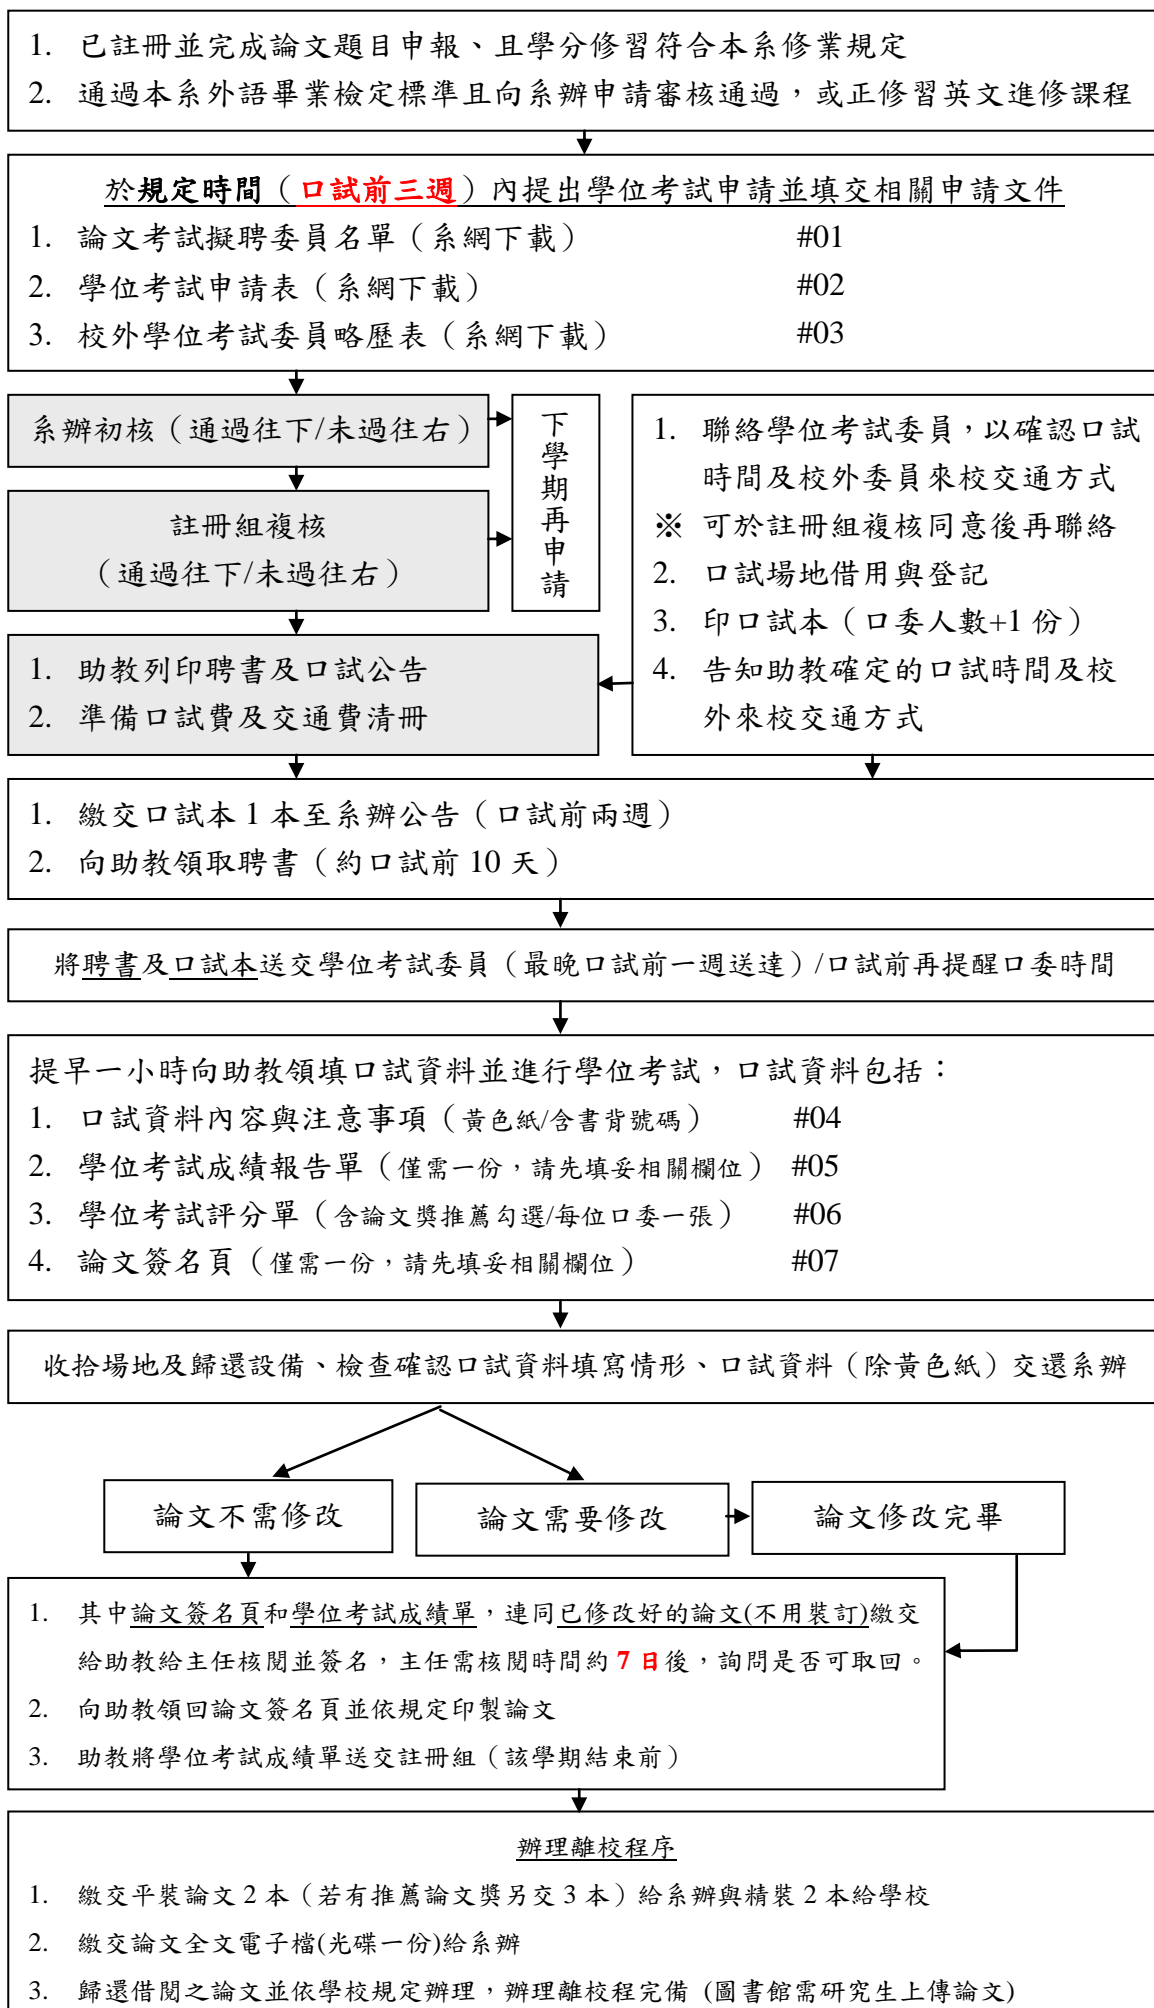 1. 已註冊並完成論文題目申報、且學分修習符合本系修業規定
2. 通過本系外語畢業檢定標準且向系辦申請審核通過，或正修習英文進修課程
於規定時間（口試前三週）內提出學位考試申請並填交相關申請文件
1. 論文考試擬聘委員名單（系網下載） #01
2. 學位考試申請表（系網下載） #02
3. 校外學位考試委員略歷表（系網下載） #03
系辦初核（通過往下/未過往右）
註冊組複核
（通過往下/未過往右）
下學期再申請
1. 聯絡學位考試委員，以確認口試
時間及校外委員來校交通方式
※ 可於註冊組複核同意後再聯絡
2. 口試場地借用與登記
3. 印口試本（口委人數+1 份）
4. 告知助教確定的口試時間及校
外來校交通方式
1. 助教列印聘書及口試公告
2. 準備口試費及交通費清冊
1. 繳交口試本 1 本至系辦公告（口試前兩週）
2. 向助教領取聘書（約口試前 10 天）
將聘書及口試本送交學位考試委員（最晚口試前一週送達）/口試前再提醒口委時間
提早一小時向助教領填口試資料並進行學位考試，口試資料包括：
1. 口試資料內容與注意事項（黃色紙/含書背號碼） #04
2. 學位考試成績報告單（僅需一份，請先填妥相關欄位） #05
3. 學位考試評分單（含論文獎推薦勾選/每位口委一張） #06
4. 論文簽名頁（僅需一份，請先填妥相關欄位） #07
收拾場地及歸還設備、檢查確認口試資料填寫情形、口試資料（除黃色紙）交還系辦
論文不需修改
論文需要修改
論文修改完畢
1. 其中論文簽名頁和學位考試成績單，連同已修改好的論文(不用裝訂)繳交
給助教給主任核閱並簽名，主任需核閱時間約 7 日後，詢問是否可取回。
2. 向助教領回論文簽名頁並依規定印製論文
3. 助教將學位考試成績單送交註冊組（該學期結束前）
辦理離校程序
1. 繳交平裝論文 2 本（若有推薦論文獎另交 3 本）給系辦與精裝 2 本給學校
2. 繳交論文全文電子檔(光碟一份)給系辦
3. 歸還借閱之論文並依學校規定辦理，辦理離校程完備 (圖書館需研究生上傳論文)